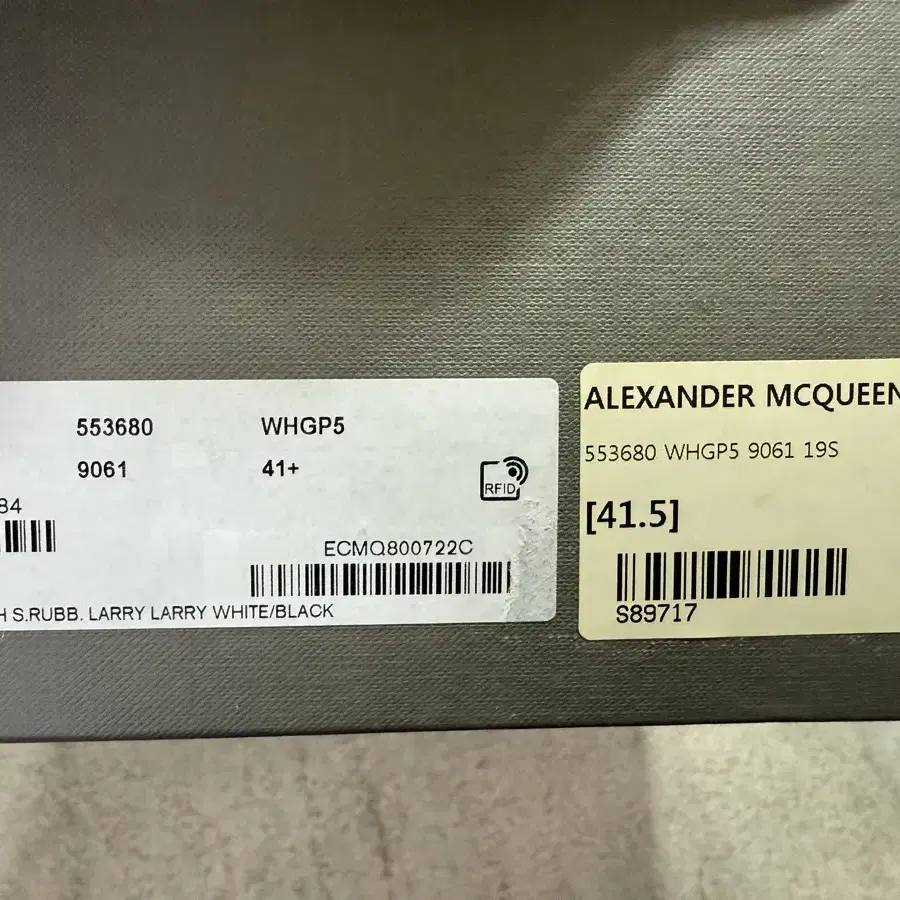 553680 WHGP5
9061 41+
84
RFID
ECMQ800722C
H S.RUBB. LARRY LARRY WHITE/BLACK
ALEXANDER MCQUEEN
553680 WHGP5 9061 19S
[41.5]
S89717